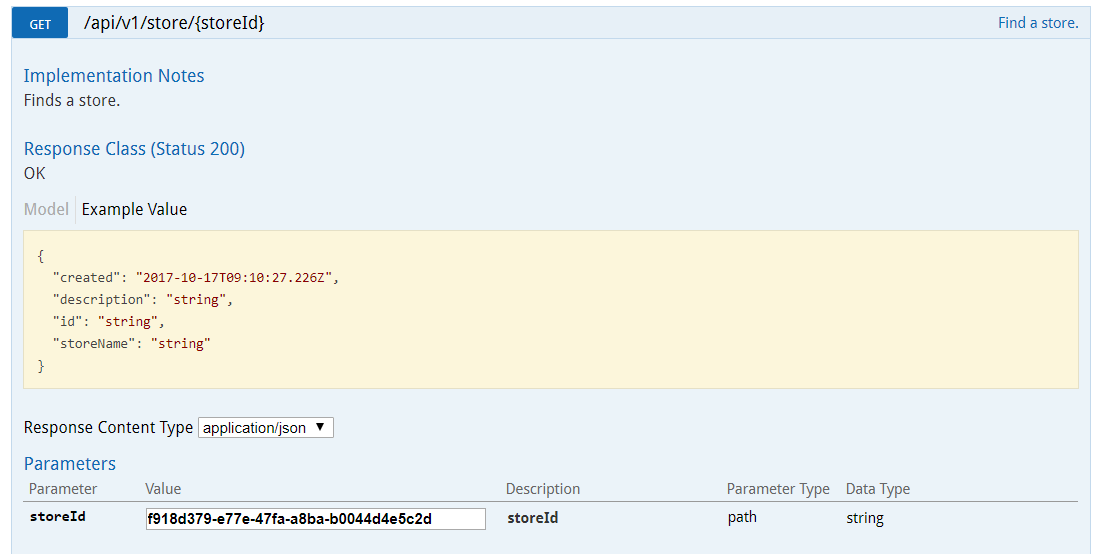 GET /api/v1/store/{storeId} Find a store.
Implementation Notes
Finds a store.
Response Class (Status 200)
OK
Model Example Value
{
"created": "2017-10-17T09:10:27.226Z",
"description": "string",
"id": "string",
"storeName": "string"
}
Response Content Type application/json
Parameters
Parameter Value Description Parameter Type Data Type
storeId f918d379-e77e-47fa-a8ba-b0044d4e5c2d storeId path string